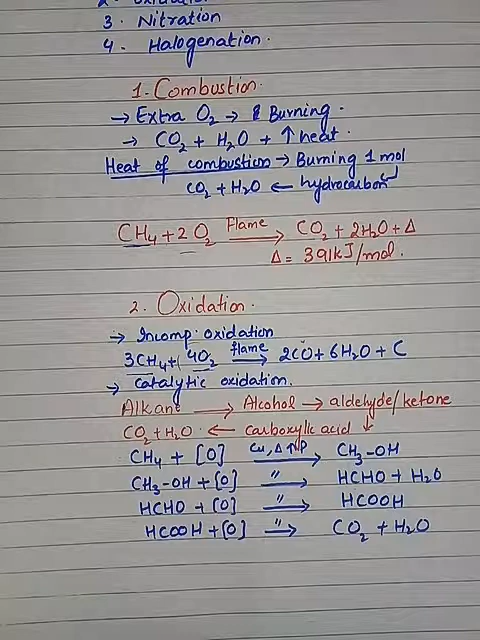 2. Oxidation
3. Nitration
4. Halogenation.
1. Combustion.
→ Extra O₂ → Burning.
→ CO₂ + H₂O + ↑ heat.
Heat of combustion → Burning 1 mol
CO₂ + H₂O ← hydrocarbon
CH₄ + 2O₂ Flame→ CO₂ + 2H₂O + Δ
Δ = 391kJ/mol.
2. Oxidation.
→ Incomp. oxidation
3CH₄ + 4O₂ flame→ 2CO + 6H₂O + C
→ Catalytic oxidation.
Alkane → Alcohol → aldehyde/ketone
CO₂ + H₂O ← carboxylic acid ↓
CH₄ + [O] Cu, Δ↑P→ CH₃-OH
CH₃-OH + [O] "→ HCHO + H₂O
HCHO + [O] "→ HCOOH
HCOOH + [O] "→ CO₂ + H₂O